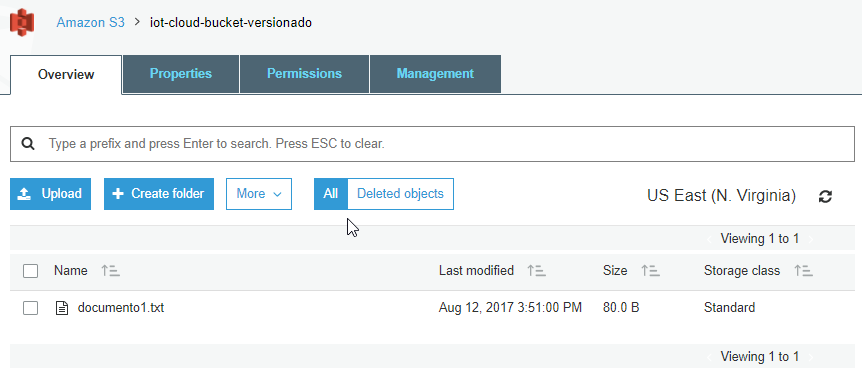 Amazon S3 > iot-cloud-bucket-versionado
Overview Properties Permissions Management
Type a prefix and press Enter to search. Press ESC to clear.
Upload + Create folder More All Deleted objects US East (N. Virginia)
Viewing 1 to 1
Name Last modified Size Storage class
documento1.txt Aug 12, 2017 3:51:00 PM 80.0 B Standard
Viewing 1 to 1